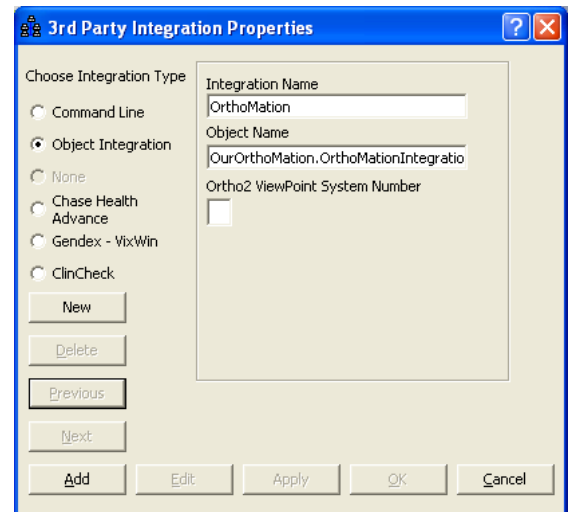 3rd Party Integration Properties
Choose Integration Type
Command Line
Object Integration
None
Chase Health
Advance
Gendex - VixWin
ClinCheck
New
Delete
Previous
Next
Integration Name
OrthoMation
Object Name
OurOrthoMation.OrthoMationIntegratio
Ortho2 ViewPoint System Number
Add
Edit
Apply
OK
Cancel